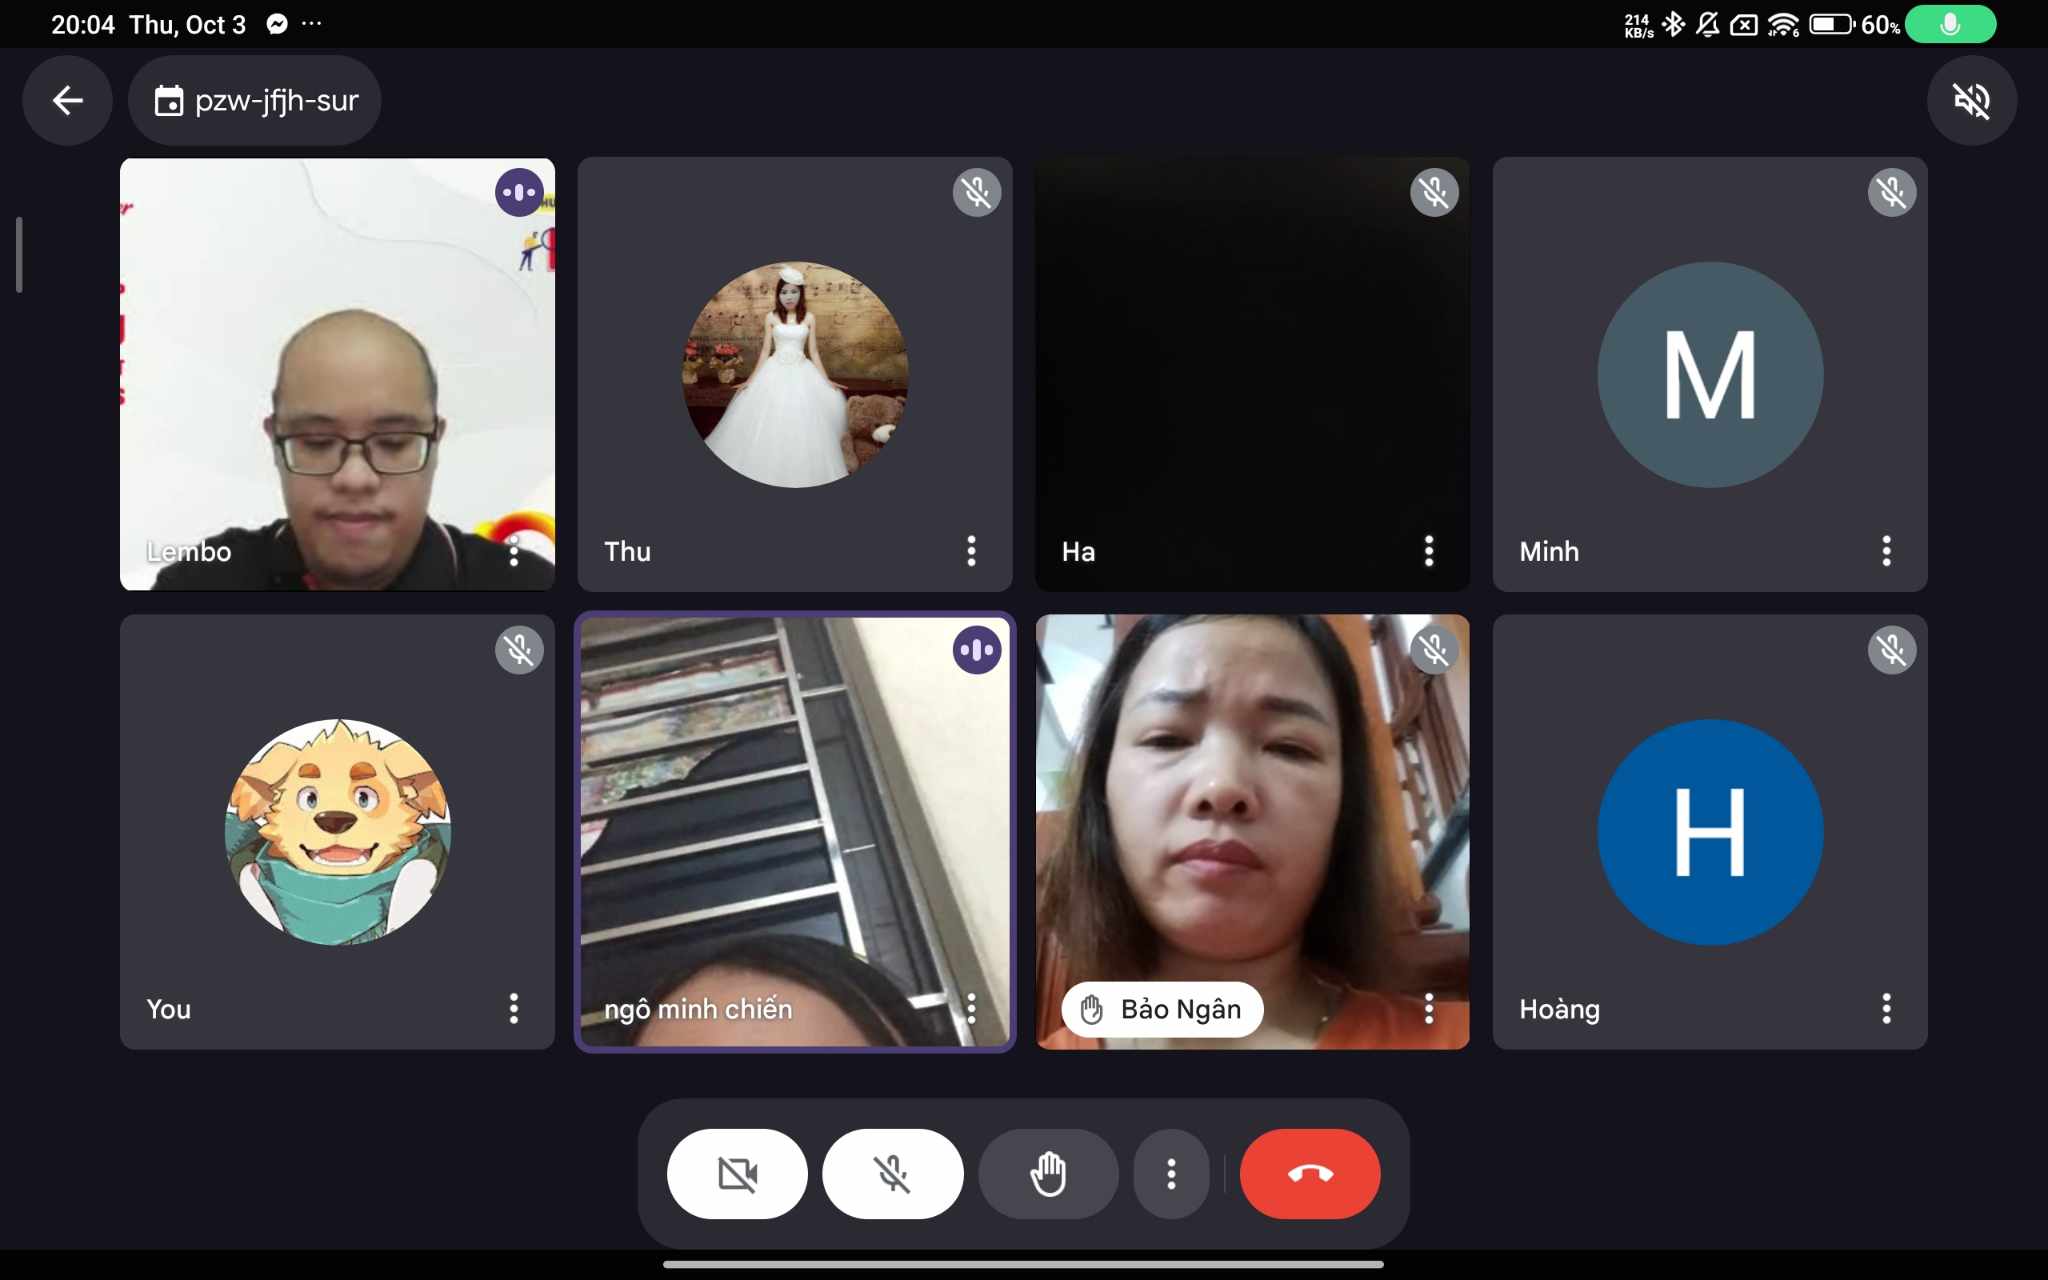 20:04 Thu, Oct 3 ...
214 KB/s 60%
pzw-jfjh-sur
Lembo
Thu
Ha
M
Minh
You
ngô minh chiến
Bảo Ngân
H
Hoàng